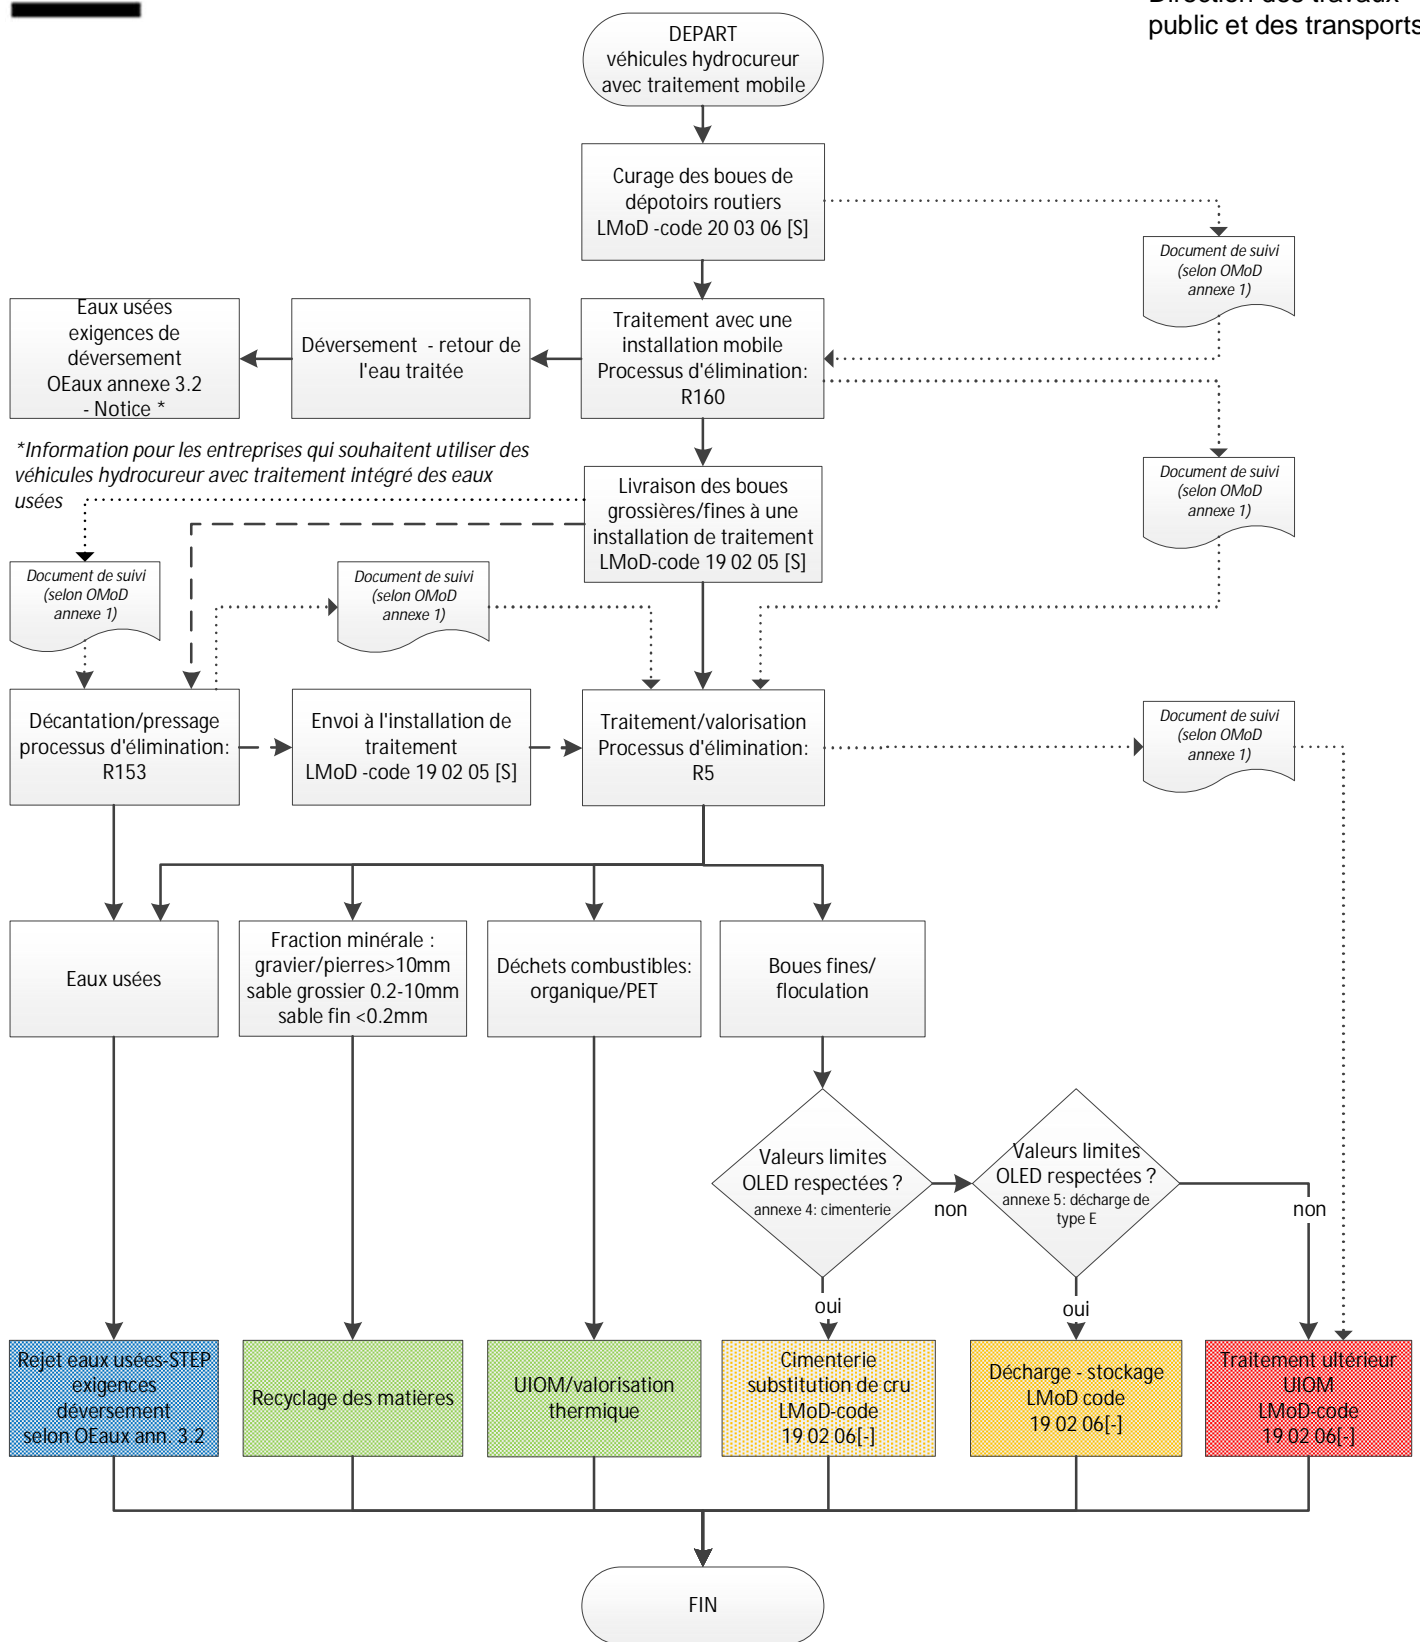 Direction des travaux
public et des transports
DEPART
véhicules hydrocureur
avec traitement mobile
Curage des boues de
dépotoirs routiers
LMoD -code 20 03 06 [S]
Document de suivi
(selon OMoD
annexe 1)
Eaux usées
exigences de
déversement
OEaux annexe 3.2
- Notice *
Déversement - retour de
l'eau traitée
Traitement avec une
installation mobile
Processus d'élimination:
R160
*Information pour les entreprises qui souhaitent utiliser des
véhicules hydrocureur avec traitement intégré des eaux
usées
Livraison des boues
grossières/fines à une
installation de traitement
LMoD-code 19 02 05 [S]
Document de suivi
(selon OMoD
annexe 1)
Document de suivi
(selon OMoD
annexe 1)
Document de suivi
(selon OMoD
annexe 1)
Décantation/pressage
processus d'élimination:
R153
Envoi à l'installation de
traitement
LMoD -code 19 02 05 [S]
Traitement/valorisation
Processus d'élimination:
R5
Document de suivi
(selon OMoD
annexe 1)
Eaux usées
Fraction minérale :
gravier/pierres>10mm
sable grossier 0.2-10mm
sable fin <0.2mm
Déchets combustibles:
organique/PET
Boues fines/
floculation
Valeurs limites
OLED respectées ?
annexe 4: cimenterie
non
Valeurs limites
OLED respectées ?
annexe 5: décharge de
type E
non
oui
oui
Rejet eaux usées-STEP
exigences
déversement
selon OEaux ann. 3.2
Recyclage des matières
UIOM/valorisation
thermique
Cimenterie
substitution de cru
LMoD-code
19 02 06[-]
Décharge - stockage
LMoD code
19 02 06[-]
Traitement ultérieur
UIOM
LMoD-code
19 02 06[-]
FIN